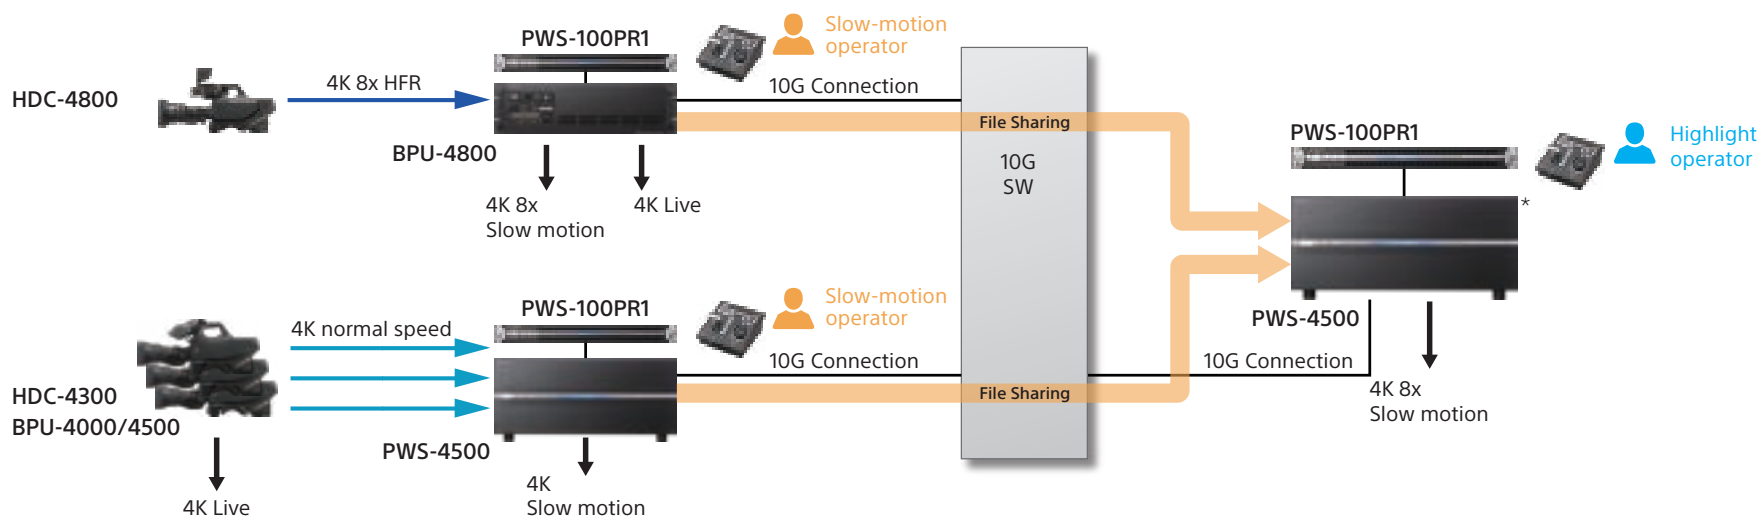 HDC-4800
4K 8x HFR
PWS-100PR1
BPU-4800
Slow-motion
operator
10G Connection
4K 8x
Slow motion
4K Live
File Sharing
10G
SW
PWS-100PR1
Highlight
operator
*
PWS-4500
10G Connection
4K 8x
Slow motion
HDC-4300
BPU-4000/4500
4K Live
4K normal speed
PWS-100PR1
PWS-4500
4K
Slow motion
Slow-motion
operator
10G Connection
File Sharing